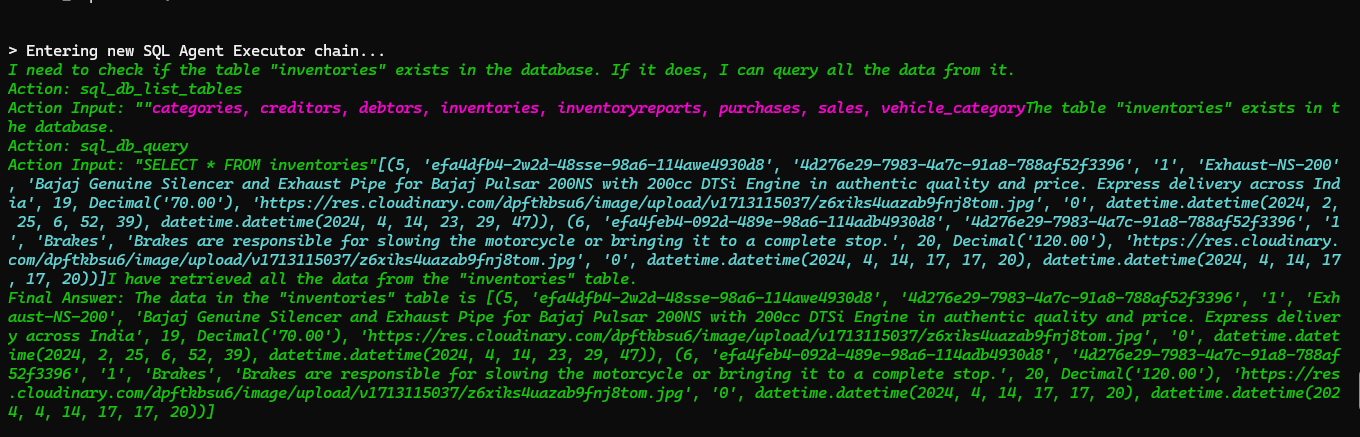 > Entering new SQL Agent Executor chain...
I need to check if the table "inventories" exists in the database. If it does, I can query all the data from it.
Action: sql_db_list_tables
Action Input: ""categories, creditors, debtors, inventories, inventoryreports, purchases, sales, vehicle_categoryThe table "inventories" exists in t
he database.
Action: sql_db_query
Action Input: "SELECT * FROM inventories"[(5, 'efa4dfb4-2w2d-48sse-98a6-114awe4930d8', '4d276e29-7983-4a7c-91a8-788af52f3396', '1', 'Exhaust-NS-200'
, 'Bajaj Genuine Silencer and Exhaust Pipe for Bajaj Pulsar 200NS with 200cc DTSi Engine in authentic quality and price. Express delivery across Ind
ia', 19, Decimal('70.00'), 'https://res.cloudinary.com/dpftkbsu6/image/upload/v1713115037/z6xiks4uazab9fnj8tom.jpg', '0', datetime.datetime(2024, 2,
25, 6, 52, 39), datetime.datetime(2024, 4, 14, 23, 29, 47)), (6, 'efa4feb4-092d-489e-98a6-114adb4930d8', '4d276e29-7983-4a7c-91a8-788af52f3396', '1
', 'Brakes', 'Brakes are responsible for slowing the motorcycle or bringing it to a complete stop.', 20, Decimal('120.00'), 'https://res.cloudinary.
com/dpftkbsu6/image/upload/v1713115037/z6xiks4uazab9fnj8tom.jpg', '0', datetime.datetime(2024, 4, 14, 17, 17, 20), datetime.datetime(2024, 4, 14, 17
, 17, 20))]I have retrieved all the data from the "inventories" table.
Final Answer: The data in the "inventories" table is [(5, 'efa4dfb4-2w2d-48sse-98a6-114awe4930d8', '4d276e29-7983-4a7c-91a8-788af52f3396', '1', 'Exh
aust-NS-200', 'Bajaj Genuine Silencer and Exhaust Pipe for Bajaj Pulsar 200NS with 200cc DTSi Engine in authentic quality and price. Express deliver
y across India', 19, Decimal('70.00'), 'https://res.cloudinary.com/dpftkbsu6/image/upload/v1713115037/z6xiks4uazab9fnj8tom.jpg', '0', datetime.datet
ime(2024, 2, 25, 6, 52, 39), datetime.datetime(2024, 4, 14, 23, 29, 47)), (6, 'efa4feb4-092d-489e-98a6-114adb4930d8', '4d276e29-7983-4a7c-91a8-788af
52f3396', '1', 'Brakes', 'Brakes are responsible for slowing the motorcycle or bringing it to a complete stop.', 20, Decimal('120.00'), 'https://res
.cloudinary.com/dpftkbsu6/image/upload/v1713115037/z6xiks4uazab9fnj8tom.jpg', '0', datetime.datetime(2024, 4, 14, 17, 17, 20), datetime.datetime(202
4, 4, 14, 17, 17, 20))]